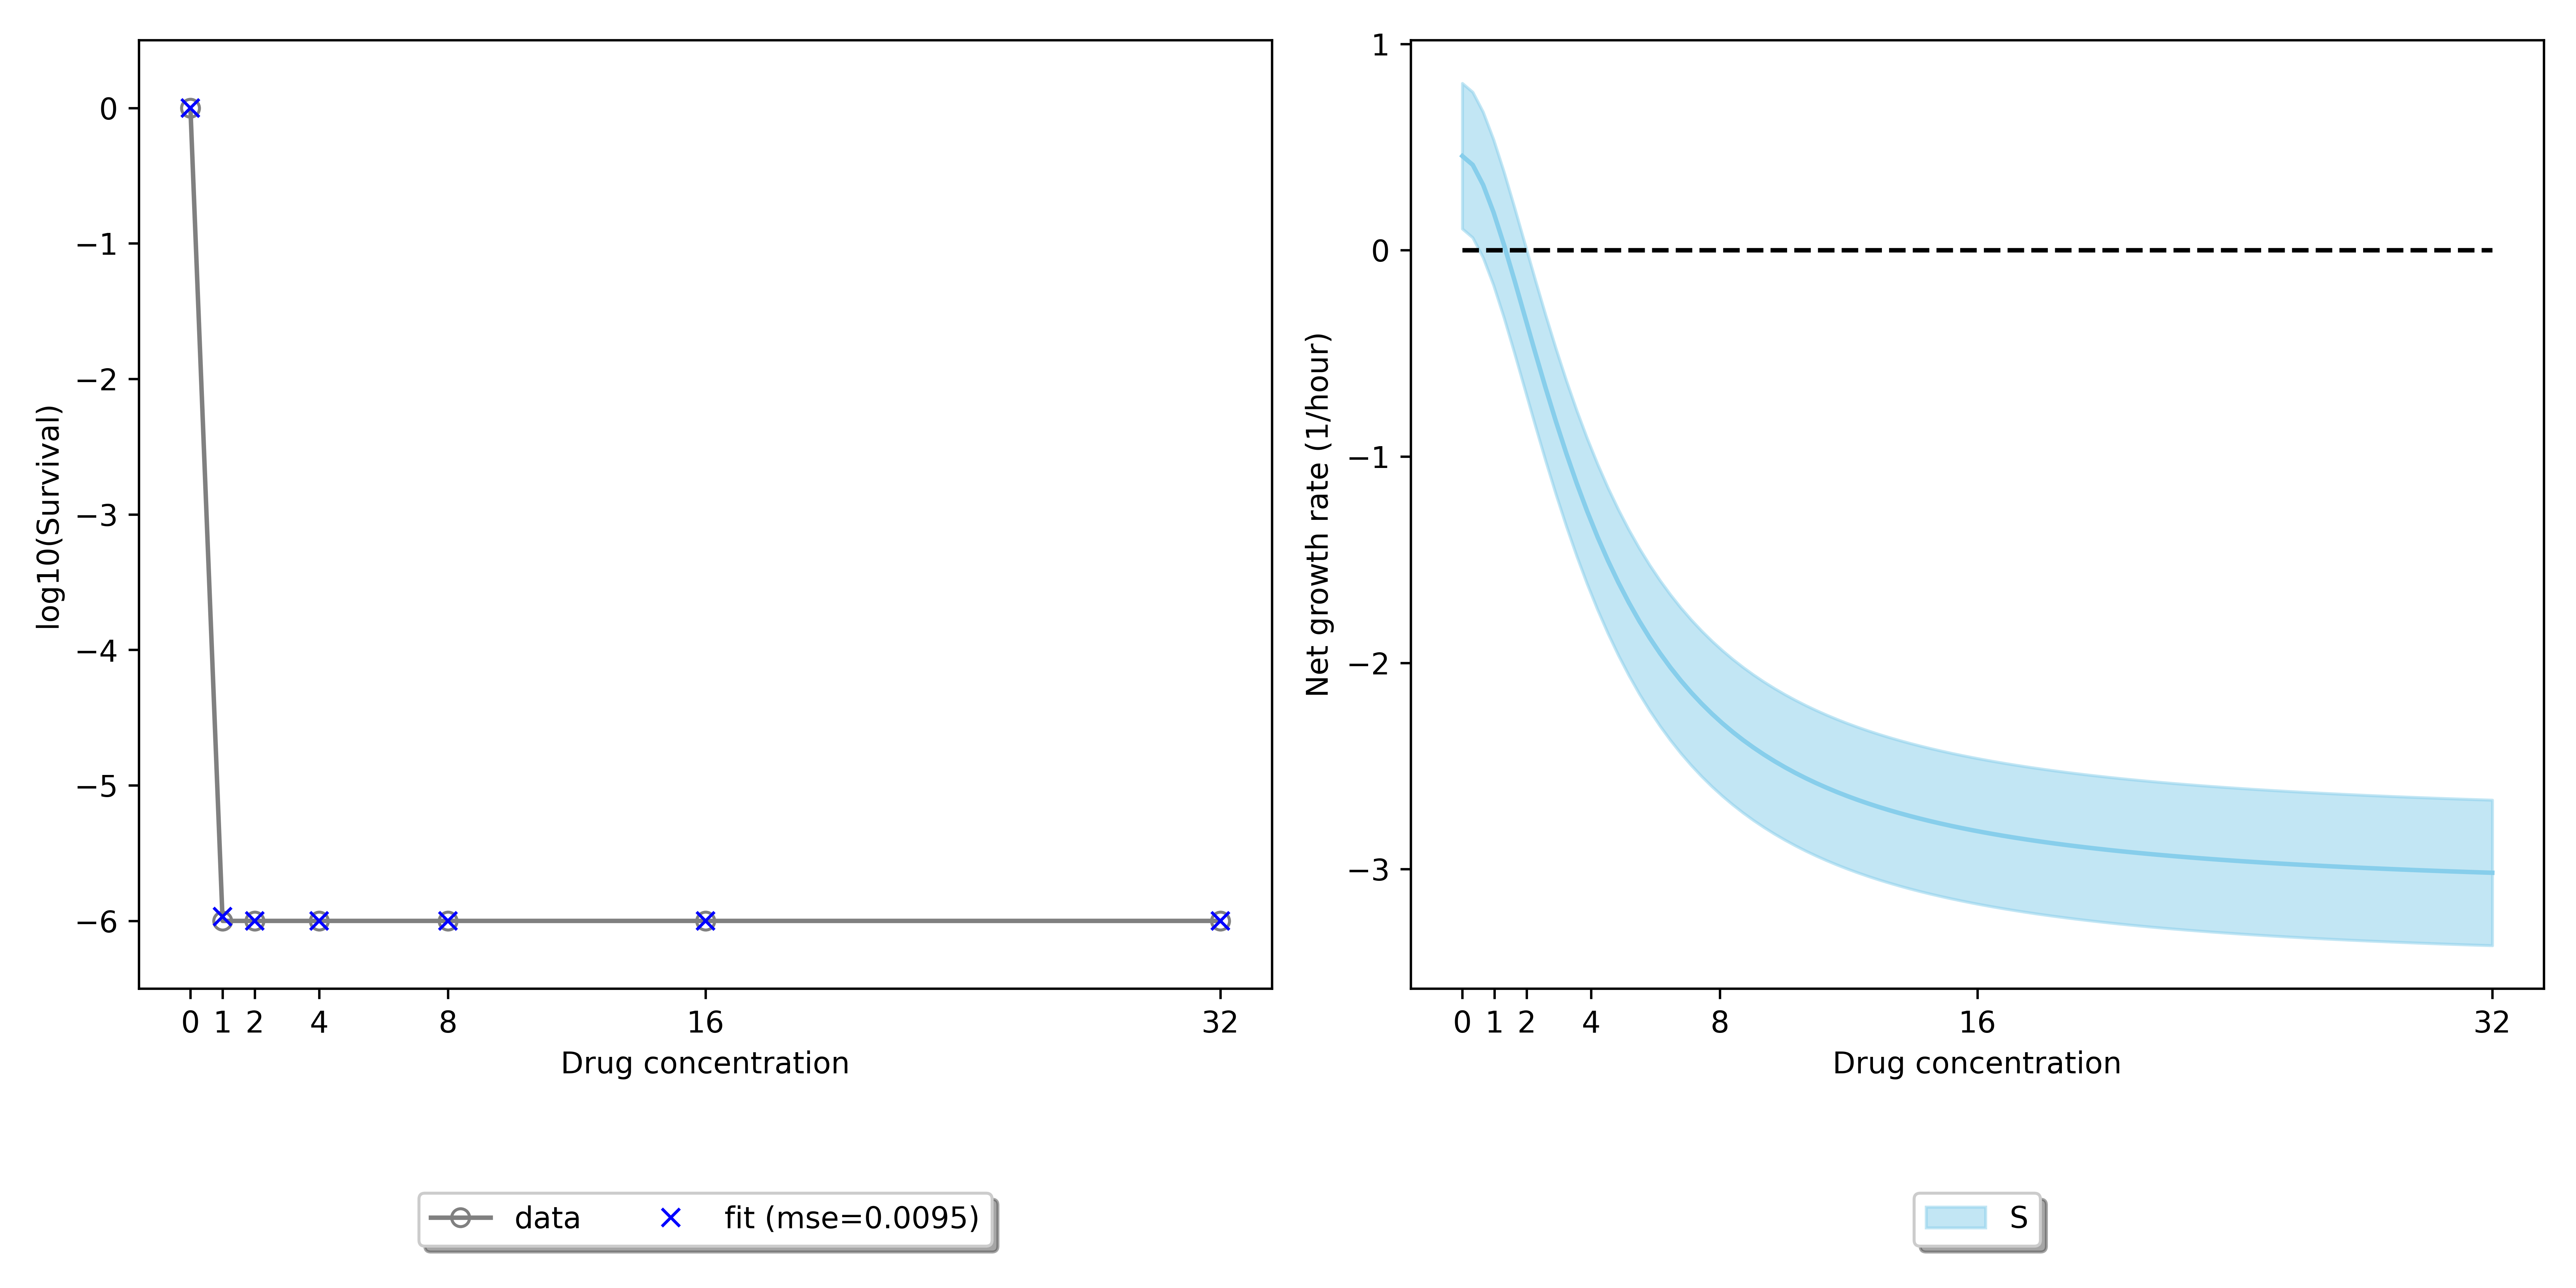 0
−1
−2
−3
−4
−5
−6
log10(Survival)
0 1 2 4 8 16 32
Drug concentration
data fit (mse=0.0095)
1
0
−1
−2
−3
Net growth rate (1/hour)
0 1 2 4 8 16 32
Drug concentration
S